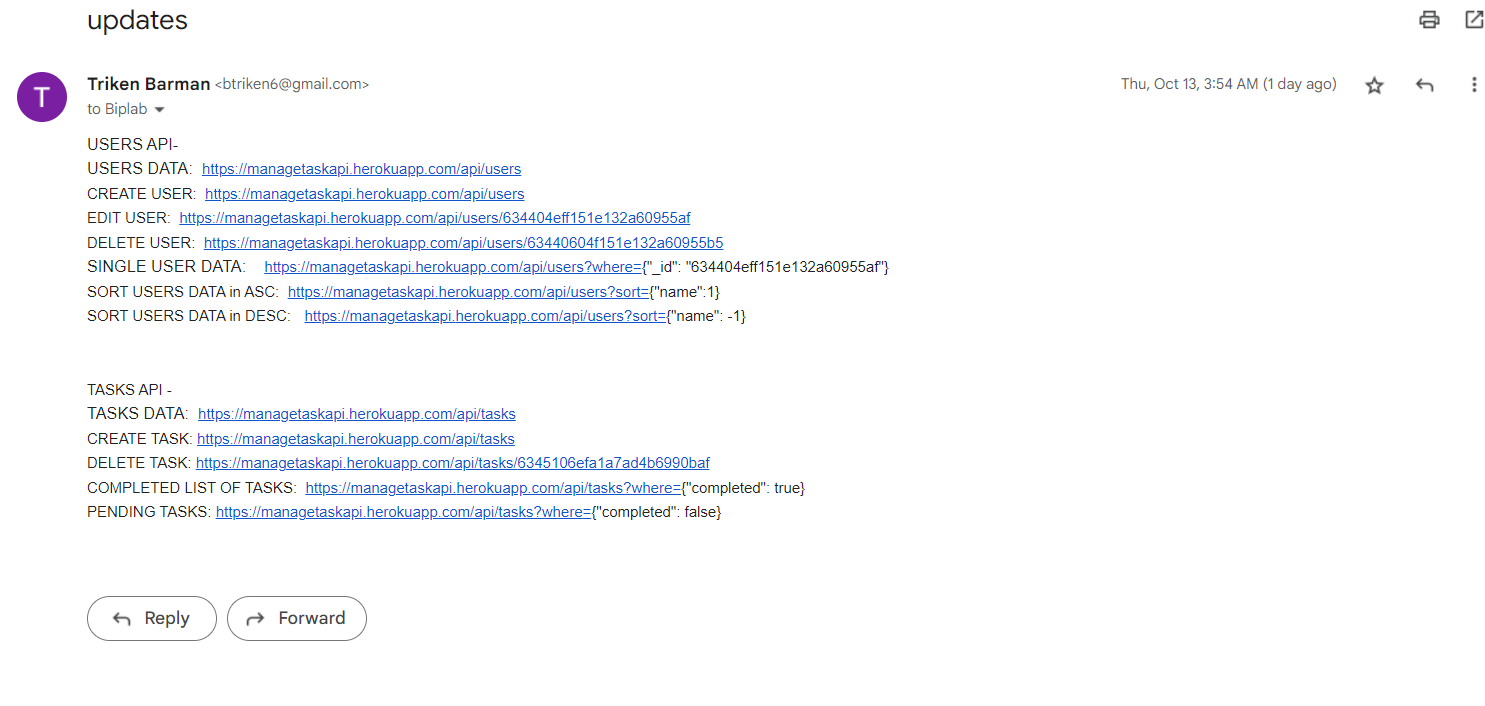 updates
Triken Barman <btriken6@gmail.com>
Thu, Oct 13, 3:54 AM (1 day ago)
T
to Biplab
USERS API-
USERS DATA: https://managetaskapi.herokuapp.com/api/users
CREATE USER: https://managetaskapi.herokuapp.com/api/users
EDIT USER: https://managetaskapi.herokuapp.com/api/users/634404eff151e132a60955af
DELETE USER: https://managetaskapi.herokuapp.com/api/users/63440604f151e132a60955b5
SINGLE USER DATA: https://managetaskapi.herokuapp.com/api/users?where={"_id": "634404eff151e132a60955af"}
SORT USERS DATA in ASC: https://managetaskapi.herokuapp.com/api/users?sort={"name":1}
SORT USERS DATA in DESC: https://managetaskapi.herokuapp.com/api/users?sort={"name": -1}
TASKS API -
TASKS DATA: https://managetaskapi.herokuapp.com/api/tasks
CREATE TASK: https://managetaskapi.herokuapp.com/api/tasks
DELETE TASK: https://managetaskapi.herokuapp.com/api/tasks/6345106efa1a7ad4b6990baf
COMPLETED LIST OF TASKS: https://managetaskapi.herokuapp.com/api/tasks?where={"completed": true}
PENDING TASKS: https://managetaskapi.herokuapp.com/api/tasks?where={"completed": false}
Reply
Forward